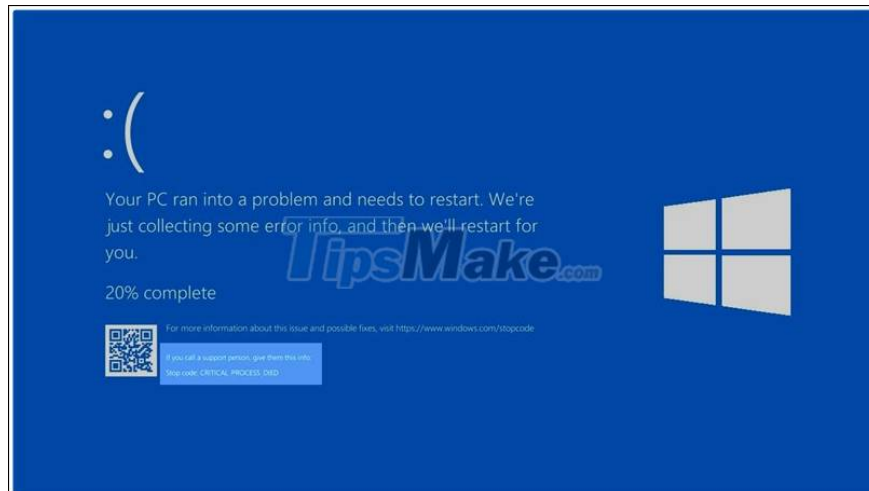 :(
Your PC ran into a problem and needs to restart. We're
just collecting some error info, and then we'll restart for
you.
TipsMake.com
20% complete
For more information about this issue and possible fixes, visit https://www.windows.com/stopcode
If you call a support person, give them this info:
Stop code: CRITICAL PROCESS DIED